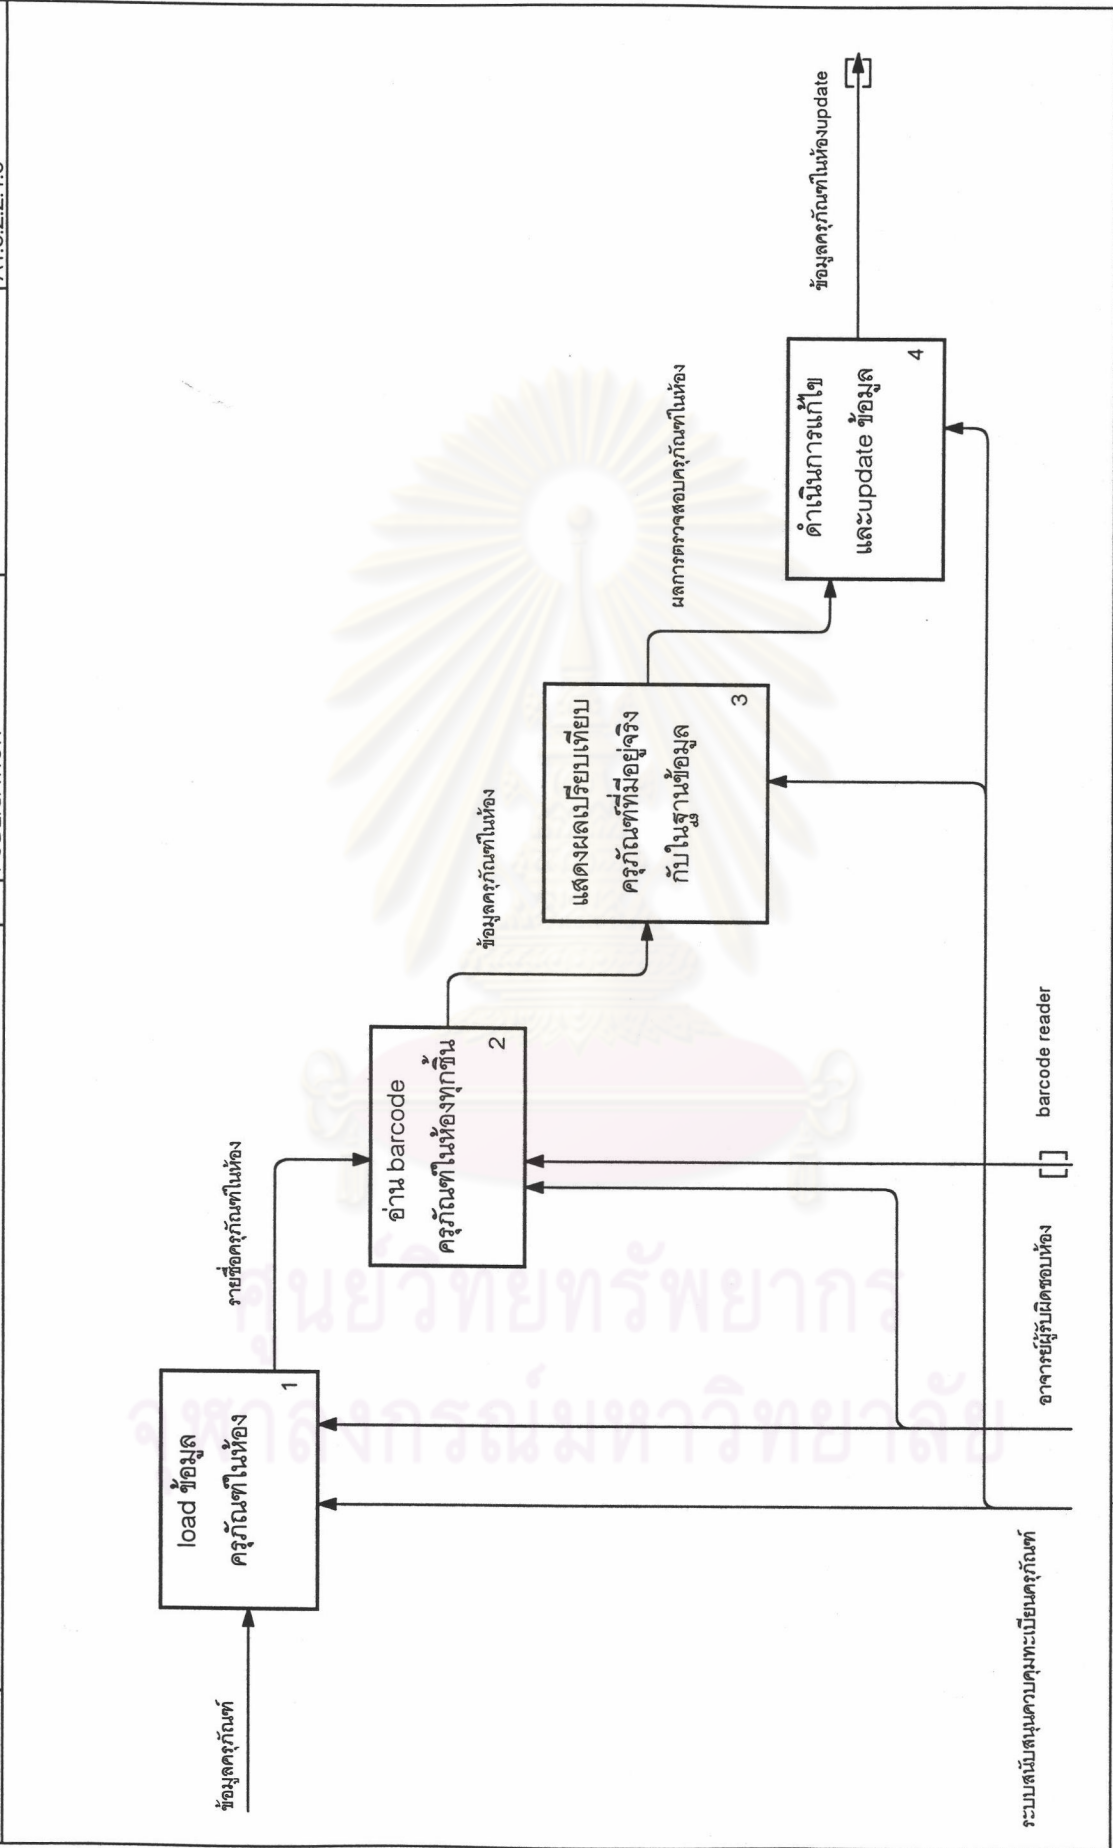 ข้อมูลครุภัณฑ์
load ข้อมูล
ครุภัณฑ์ในห้อง
1
รายชื่อครุภัณฑ์ในห้อง
อ่าน barcode
ครุภัณฑ์ในห้องทุกชิ้น
2
ข้อมูลครุภัณฑ์ในห้อง
แสดงผลเปรียบเทียบ
ครุภัณฑ์ที่มีอยู่จริง
กับในฐานข้อมูล
3
ผลการตรวจสอบครุภัณฑ์ในห้อง
ดำเนินการแก้ไข
และupdate ข้อมูล
4
ข้อมูลครุภัณฑ์ในห้องupdate
ระบบสนับสนุนควบคุมทะเบียนครุภัณฑ์
อาจารย์ผู้รับผิดชอบห้อง
barcode reader
ศูนย์วิทยทรัพยากร
จุฬาลงกรณ์มหาวิทยาลัย